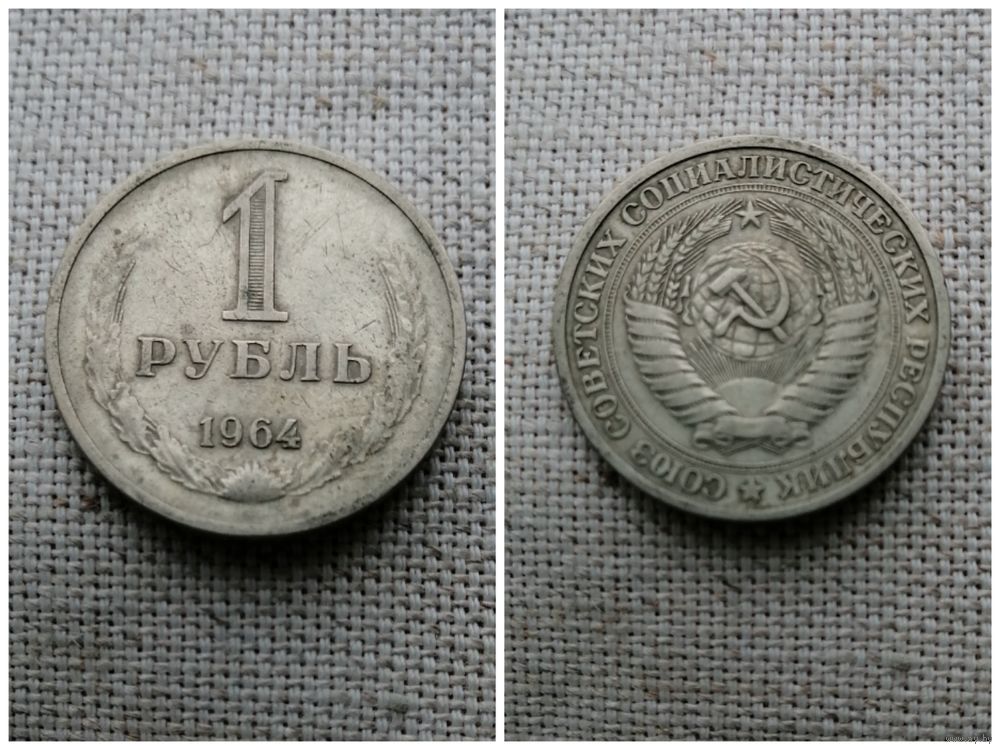 1
РУБЛЬ
1964
СОЮЗ СОВЕТСКИХ СОЦИАЛИСТИЧЕСКИХ РЕСПУБЛИК